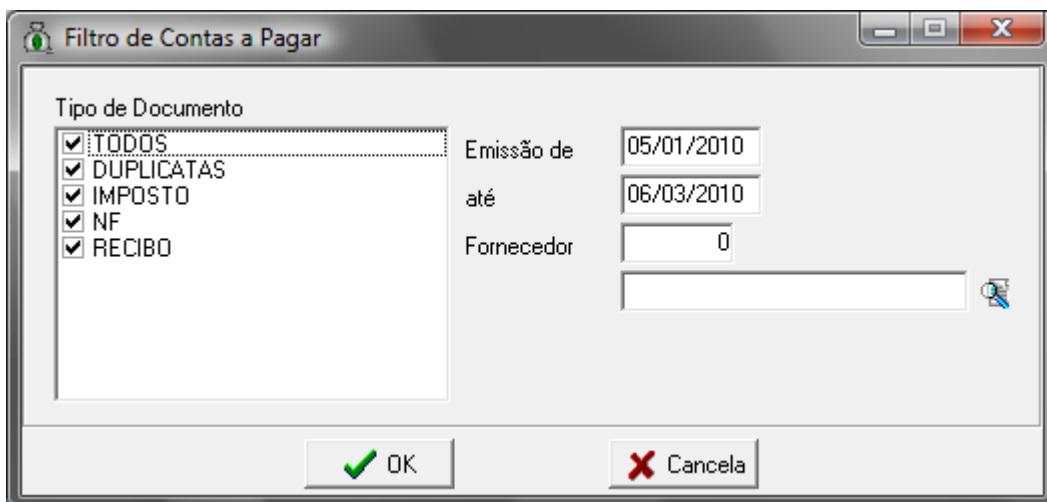 Filtro de Contas a Pagar
Tipo de Documento
TODOS
DUPLICATAS
IMPOSTO
NF
RECIBO
Emissão de 05/01/2010
até 06/03/2010
Fornecedor 0
OK Cancela